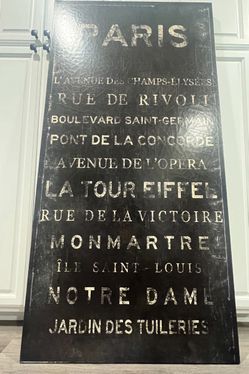 PARIS
L'AVENUE DES CHAMPS-ÉLYSÉES
RUE DE RIVOLI
BOULEVARD SAINT-GERMAIN
PONT DE LA CONCORDE
AVENUE DE L'OPERA
LA TOUR EIFFEL
RUE DE LA VICTOIRE
MONMARTRE
ÎLE SAINT-LOUIS
NOTRE DAME
JARDIN DES TUILERIES